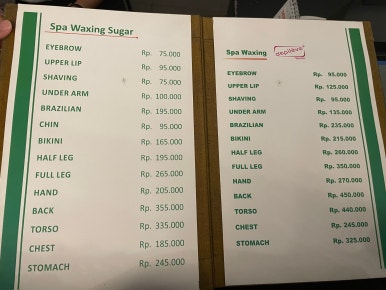 Spa Waxing Sugar
EYEBROW Rp. 75.000
UPPER LIP Rp. 95.000
SHAVING Rp. 75.000
UNDER ARM Rp. 100.000
BRAZILIAN Rp. 195.000
CHIN Rp. 95.000
BIKINI Rp. 165.000
HALF LEG Rp. 195.000
FULL LEG Rp. 265.000
HAND Rp. 205.000
BACK Rp. 355.000
TORSO Rp. 335.000
CHEST Rp. 185.000
STOMACH Rp. 245.000
Spa Waxing depileve
EYEBROW Rp. 95.000
UPPER LIP Rp. 125.000
SHAVING Rp. 95.000
UNDER ARM Rp. 135.000
BRAZILIAN Rp. 235.000
BIKINI Rp. 215.000
HALF LEG Rp. 260.000
FULL LEG Rp. 350.000
HAND Rp. 270.000
BACK Rp. 450.000
TORSO Rp. 440.000
CHEST Rp. 245.000
STOMACH Rp. 325.000